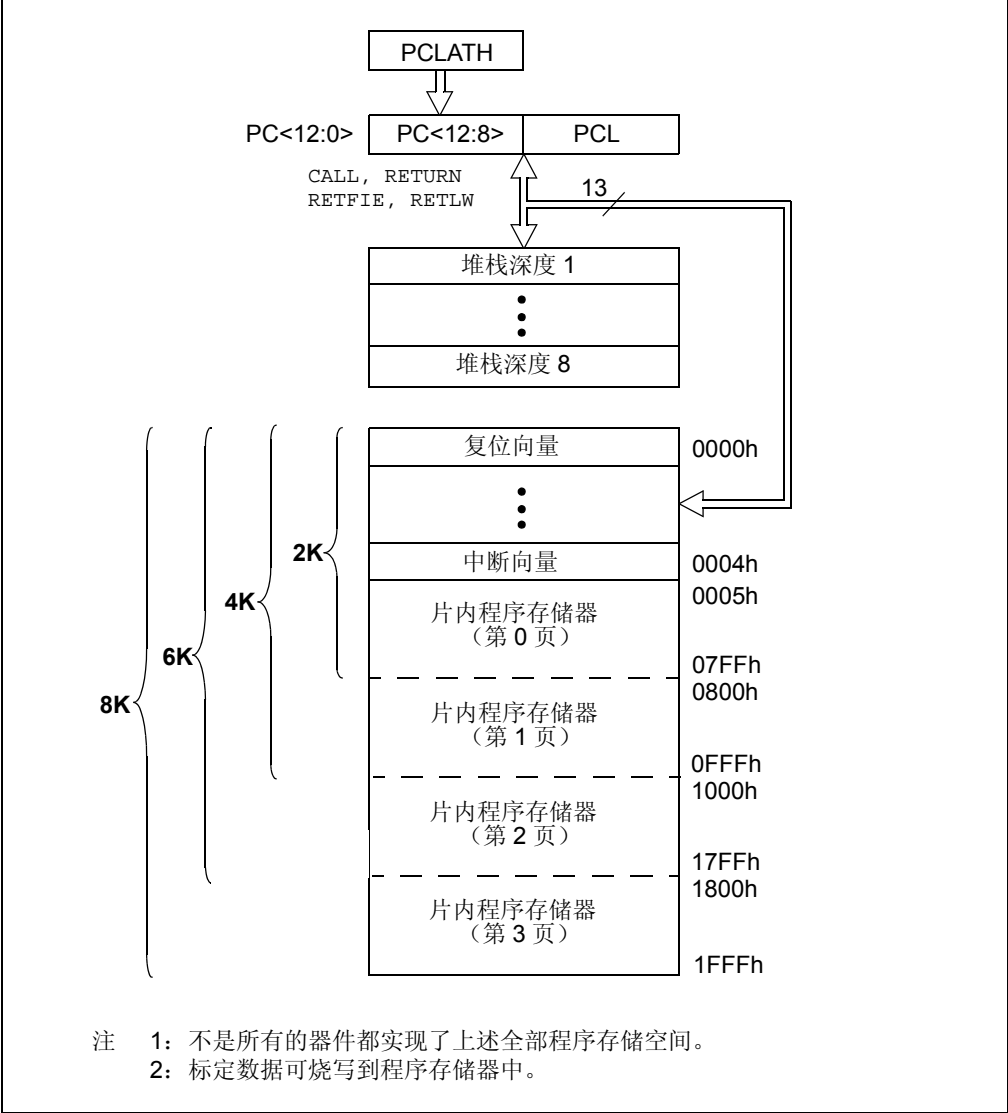 PCLATH
PC<12:0>
PC<12:8>
PCL
CALL, RETURN
RETFIE, RETLW
13
堆栈深度 1
堆栈深度 8
复位向量
0000h
2K
中断向量
0004h
0005h
4K
片内程序存储器
（第 0 页）
6K
07FFh
0800h
8K
片内程序存储器
（第 1 页）
0FFFh
1000h
片内程序存储器
（第 2 页）
17FFh
1800h
片内程序存储器
（第 3 页）
1FFFh
注 1：不是所有的器件都实现了上述全部程序存储空间。
2：标定数据可烧写到程序存储器中。